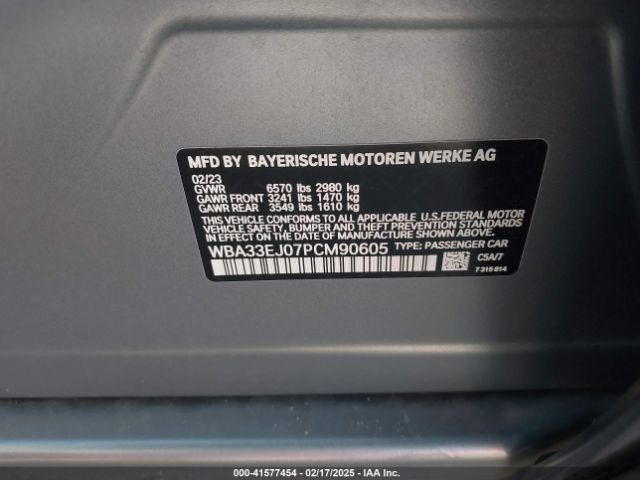 MFD BY BAYERISCHE MOTOREN WERKE AG
02/23
GVWR 6570 lbs 2980 kg
GAWR FRONT 3241 lbs 1470 kg
GAWR REAR 3549 lbs 1610 kg
THIS VEHICLE CONFORMS TO ALL APPLICABLE U.S.FEDERAL MOTOR
VEHICLE SAFETY, BUMPER, AND THEFT PREVENTION STANDARDS
IN EFFECT ON THE DATE OF MANUFACTURE SHOWN ABOVE.
WBA33EJ07PCM90605 TYPE: PASSENGER CAR
C5A/7
7 315 814
000-41577454 - 02/17/2025 - IAA Inc.